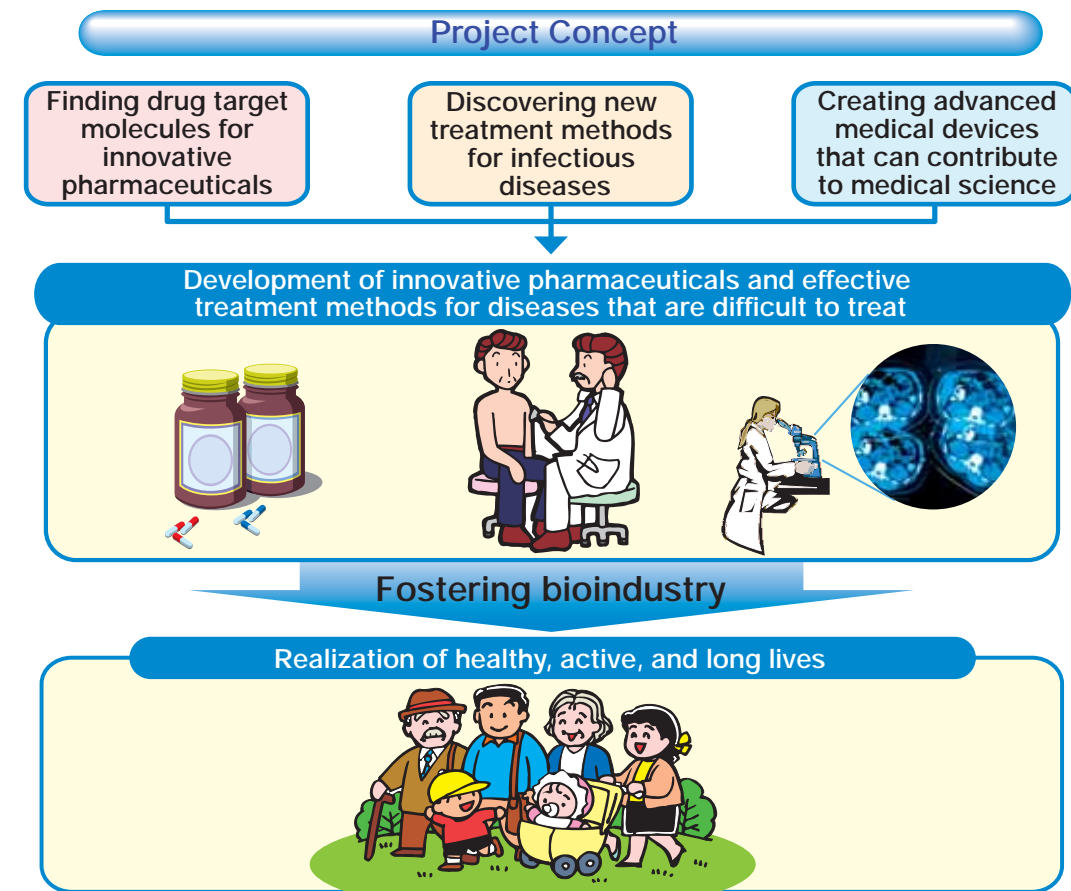 Project Concept
Finding drug target
molecules for
innovative
pharmaceuticals
Discovering new
treatment methods
for infectious
diseases
Creating advanced
medical devices
that can contribute
to medical science
Development of innovative pharmaceuticals and effective
treatment methods for diseases that are difficult to treat
Fostering bioindustry
Realization of healthy, active, and long lives